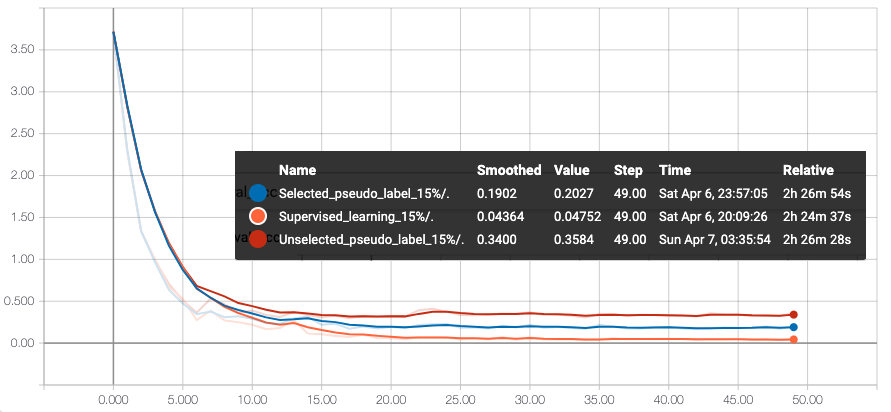 3.50
3.00
2.50
2.00
1.50
1.00
0.500
0.00
Name Smoothed Value Step Time Relative
Selected_pseudo_label_15%/. 0.1902 0.2027 49.00 Sat Apr 6, 23:57:05 2h 26m 54s
Supervised_learning_15%/. 0.04364 0.04752 49.00 Sat Apr 6, 20:09:26 2h 24m 37s
Unselected_pseudo_label_15%/. 0.3400 0.3584 49.00 Sun Apr 7, 03:35:54 2h 26m 28s
0.000 5.000 10.00 15.00 20.00 25.00 30.00 35.00 40.00 45.00 50.00